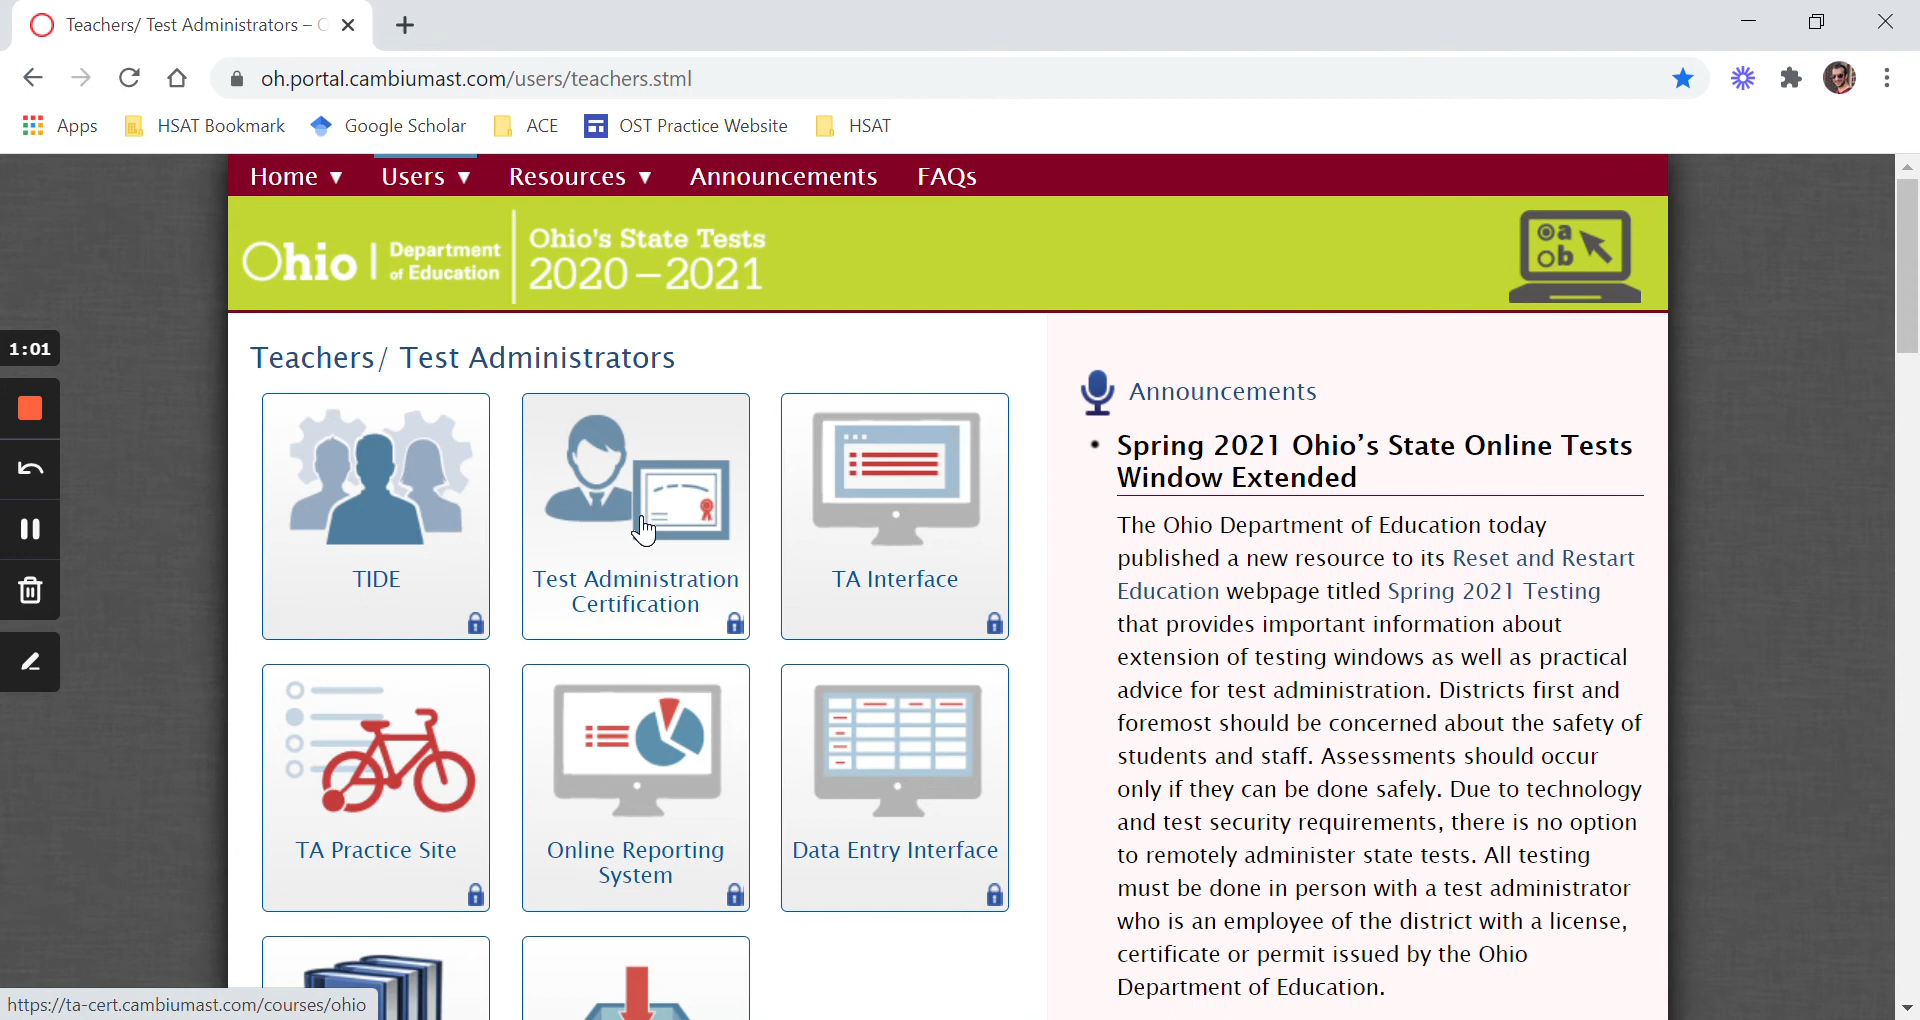 Teachers/ Test Administrators –
oh.portal.cambiumast.com/users/teachers.stml
Apps
HSAT Bookmark
Google Scholar
ACE
OST Practice Website
HSAT
Home ▼
Users ▼
Resources ▼
Announcements
FAQs
Ohio | Department of Education
Ohio's State Tests
2020 – 2021
a
b
1:01
Teachers/ Test Administrators
TIDE
Test Administration
Certification
TA Interface
TA Practice Site
Online Reporting
System
Data Entry Interface
Announcements
• Spring 2021 Ohio’s State Online Tests
Window Extended
The Ohio Department of Education today
published a new resource to its Reset and Restart
Education webpage titled Spring 2021 Testing
that provides important information about
extension of testing windows as well as practical
advice for test administration. Districts first and
foremost should be concerned about the safety of
students and staff. Assessments should occur
only if they can be done safely. Due to technology
and test security requirements, there is no option
to remotely administer state tests. All testing
must be done in person with a test administrator
who is an employee of the district with a license,
certificate or permit issued by the Ohio
Department of Education.
https://ta-cert.cambiumast.com/courses/ohio